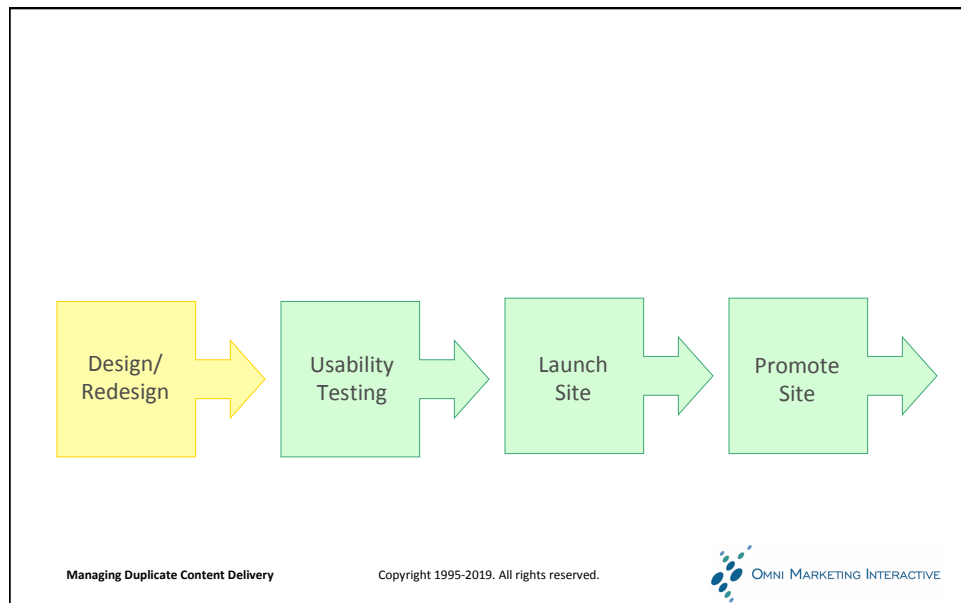 Design/
Redesign
Usability
Testing
Launch
Site
Promote
Site
Managing Duplicate Content Delivery
Copyright 1995-2019. All rights reserved.
OMNI MARKETING INTERACTIVE